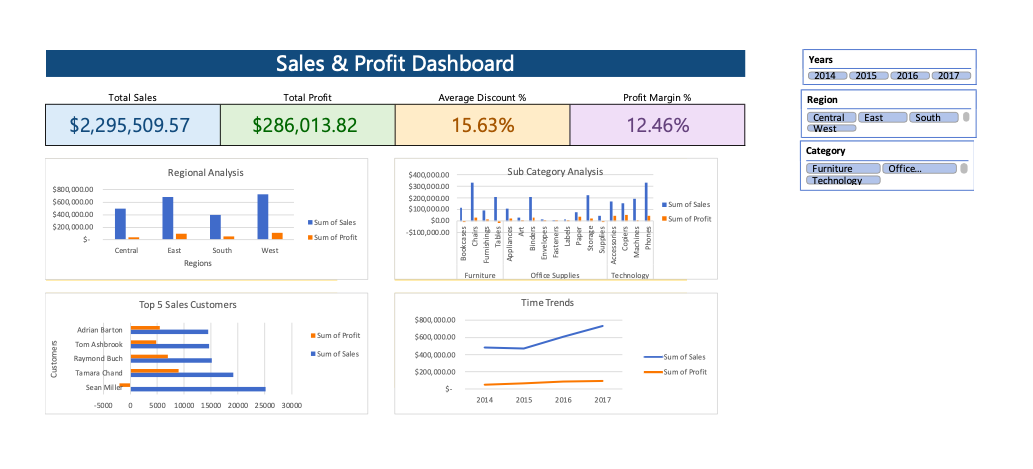 Sales & Profit Dashboard
Total Sales Total Profit Average Discount % Profit Margin %
$2,295,509.57 $286,013.82 15.63% 12.46%
Years
2014 2015 2016 2017
Region
Central East South
West
Category
Furniture Office...
Technology
Regional Analysis
$800,000.00
$600,000.00
$400,000.00
$200,000.00
$-
Central East South West
Regions
Sum of Sales
Sum of Profit
Sub Category Analysis
$400,000.00
$300,000.00
$200,000.00
$100,000.00
$0.00
-$100,000.00
Bookcases
Chairs
Furnishings
Tables
Appliances
Art
Binders
Envelopes
Fasteners
Labels
Paper
Storage
Supplies
Accessories
Copiers
Machines
Phones
Furniture Office Supplies Technology
Sum of Sales
Sum of Profit
Top 5 Sales Customers
Customers
Adrian Barton
Tom Ashbrook
Raymond Buch
Tamara Chand
Sean Miller
-5000 0 5000 10000 15000 20000 25000 30000
Sum of Profit
Sum of Sales
Time Trends
$800,000.00
$600,000.00
$400,000.00
$200,000.00
$-
2014 2015 2016 2017
Sum of Sales
Sum of Profit